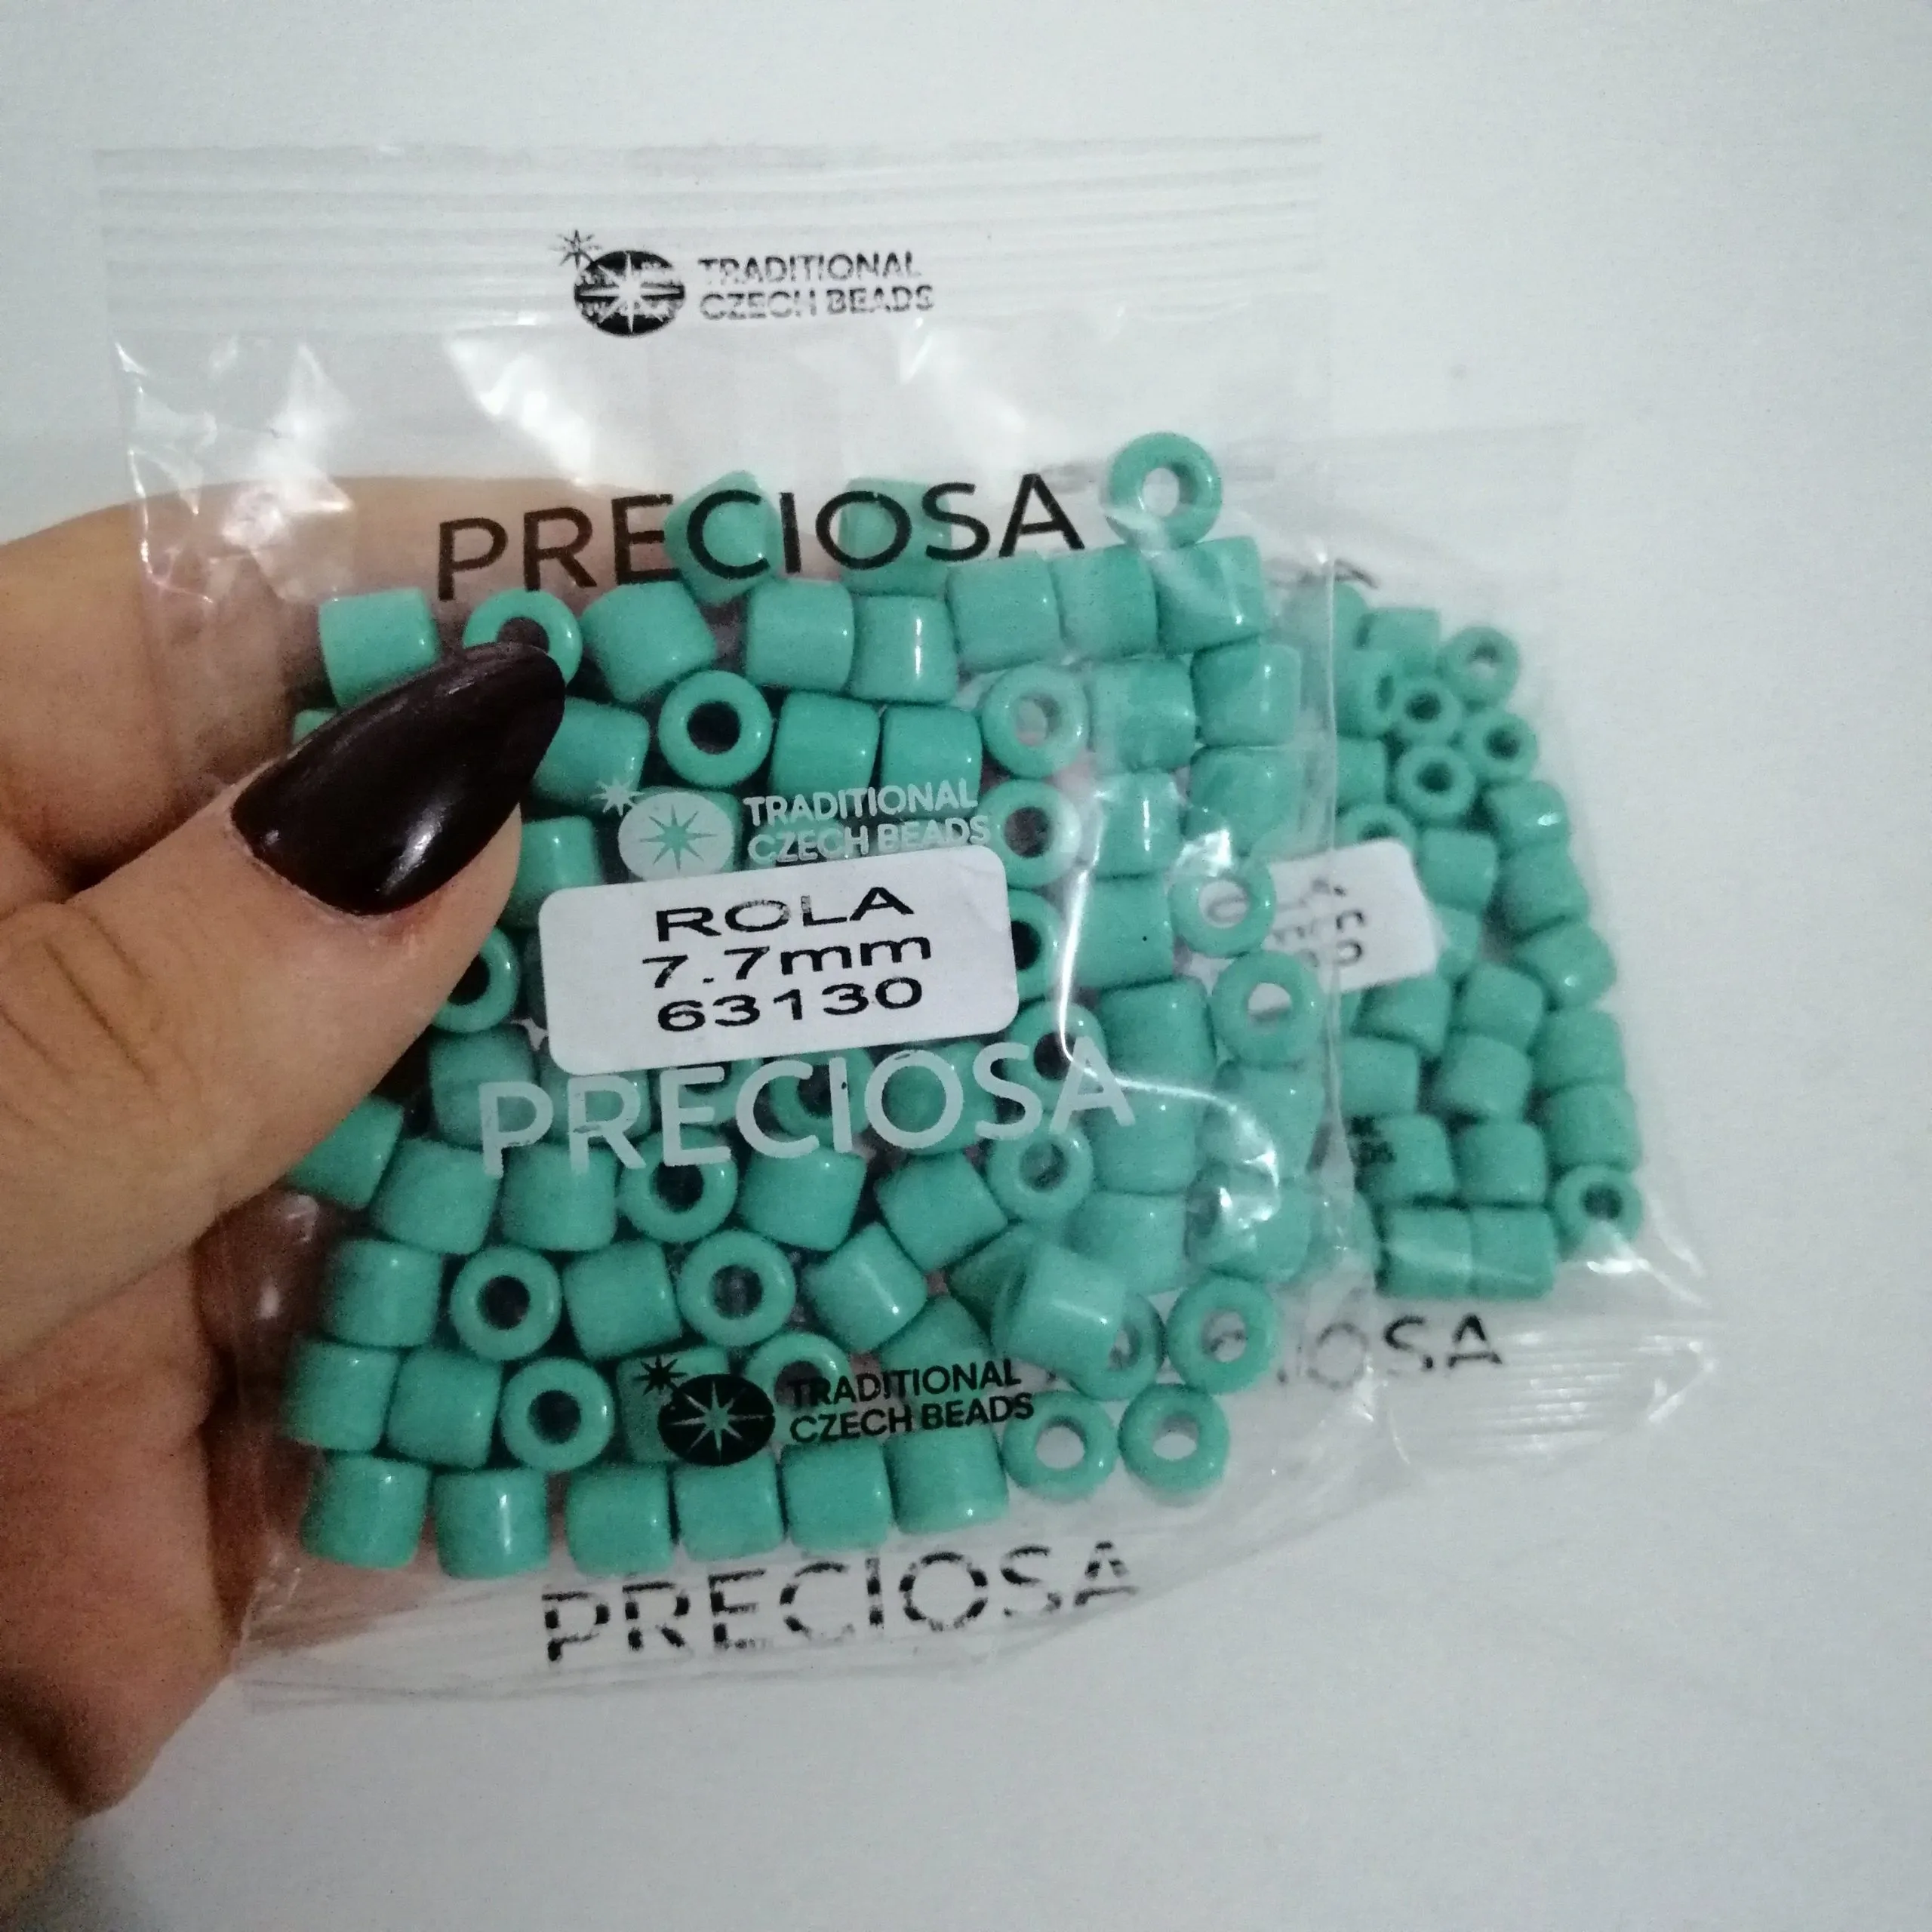 TRADITIONAL
CZECH BEADS
PRECIOSA
TRADITIONAL
CZECH BEADS
ROLA
7.7mm
63130
PRECIOSA
TRADITIONAL
CZECH BEADS
PRECIOSA